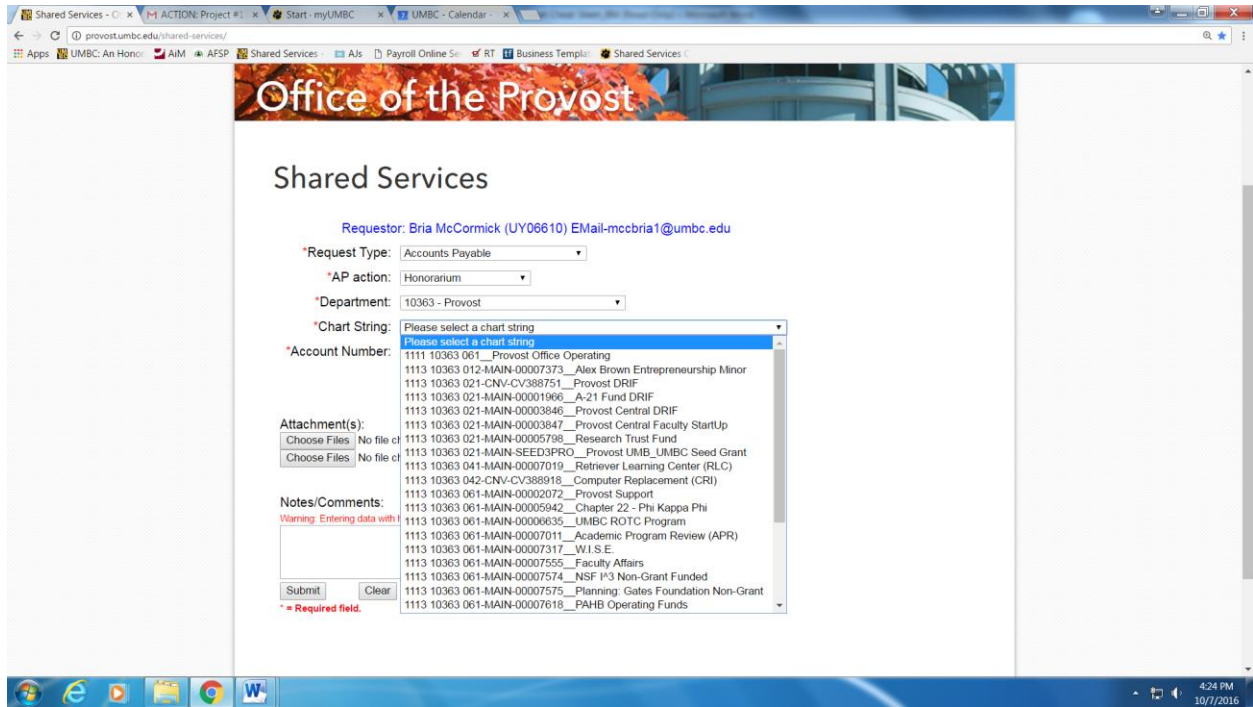 Shared Services - O
M ACTION: Project #1
Start - myUMBC
UMBC - Calendar -
provost.umbc.edu/shared-services/
Apps
UMBC: An Honor
AiM
AFSP
Shared Services -
AJs
Payroll Online Se
RT
Business Templat
Shared Services C
Office of the Provost
Shared Services
Requestor: Bria McCormick (UY06610) EMail-mccbria1@umbc.edu
*Request Type: Accounts Payable
*AP action: Honorarium
*Department: 10363 - Provost
*Chart String: Please select a chart string
Please select a chart string
*Account Number:
1111 10363 061__Provost Office Operating
1113 10363 012-MAIN-00007373__Alex Brown Entrepreneurship Minor
1113 10363 021-CNV-CV388751__Provost DRIF
1113 10363 021-MAIN-00001966__A-21 Fund DRIF
1113 10363 021-MAIN-00003846__Provost Central DRIF
1113 10363 021-MAIN-00003847__Provost Central Faculty StartUp
1113 10363 021-MAIN-00005798__Research Trust Fund
1113 10363 021-MAIN-SEED3PRO__Provost UMB_UMBC Seed Grant
1113 10363 041-MAIN-00007019__Retriever Learning Center (RLC)
1113 10363 042-CNV-CV388918__Computer Replacement (CRI)
1113 10363 061-MAIN-00002072__Provost Support
1113 10363 061-MAIN-00005942__Chapter 22 - Phi Kappa Phi
1113 10363 061-MAIN-00006635__UMBC ROTC Program
1113 10363 061-MAIN-00007011__Academic Program Review (APR)
1113 10363 061-MAIN-00007317__W.I.S.E.
1113 10363 061-MAIN-00007555__Faculty Affairs
1113 10363 061-MAIN-00007574__NSF I^3 Non-Grant Funded
1113 10363 061-MAIN-00007575__Planning: Gates Foundation Non-Grant
1113 10363 061-MAIN-00007618__PAHB Operating Funds
Attachment(s):
Choose Files No file ch
Choose Files No file ch
Notes/Comments:
Warning: Entering data with h
Submit Clear
* = Required field.
4:24 PM
10/7/2016